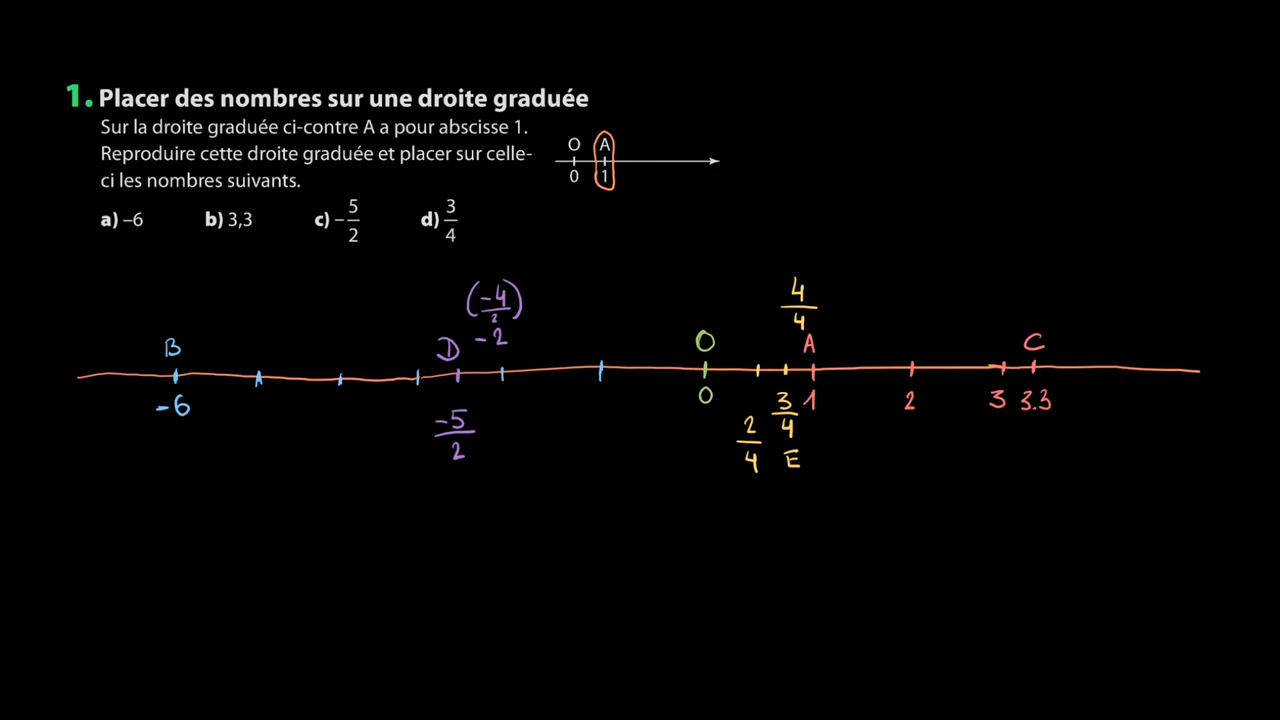 1. Placer des nombres sur une droite graduée
Sur la droite graduée ci-contre A a pour abscisse 1.
Reproduire cette droite graduée et placer sur celle-
ci les nombres suivants.
O A
0 1
a) –6 b) 3,3 c) –5/2 d) 3/4
(-4/2) 4/4
B D -2 O A C
-6 -5/2 0 2/4 3/4 1 2 3 3.3
E